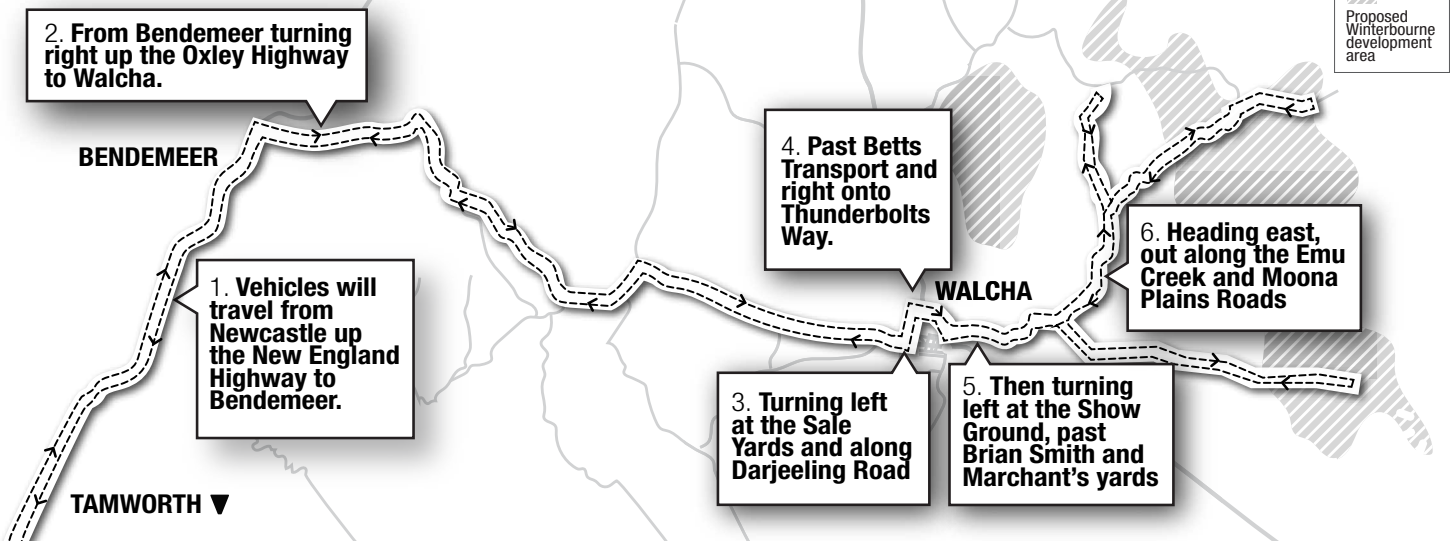 2. From Bendemeer turning
right up the Oxley Highway
to Walcha.
Proposed
Winterbourne
development
area
BENDEMEER
4. Past Betts
Transport and
right onto
Thunderbolts
Way.
1. Vehicles will
travel from
Newcastle up
the New England
Highway to
Bendemeer.
WALCHA
6. Heading east,
out along the Emu
Creek and Moona
Plains Roads
3. Turning left
at the Sale
Yards and along
Darjeeling Road
5. Then turning
left at the Show
Ground, past
Brian Smith and
Marchant's yards
TAMWORTH